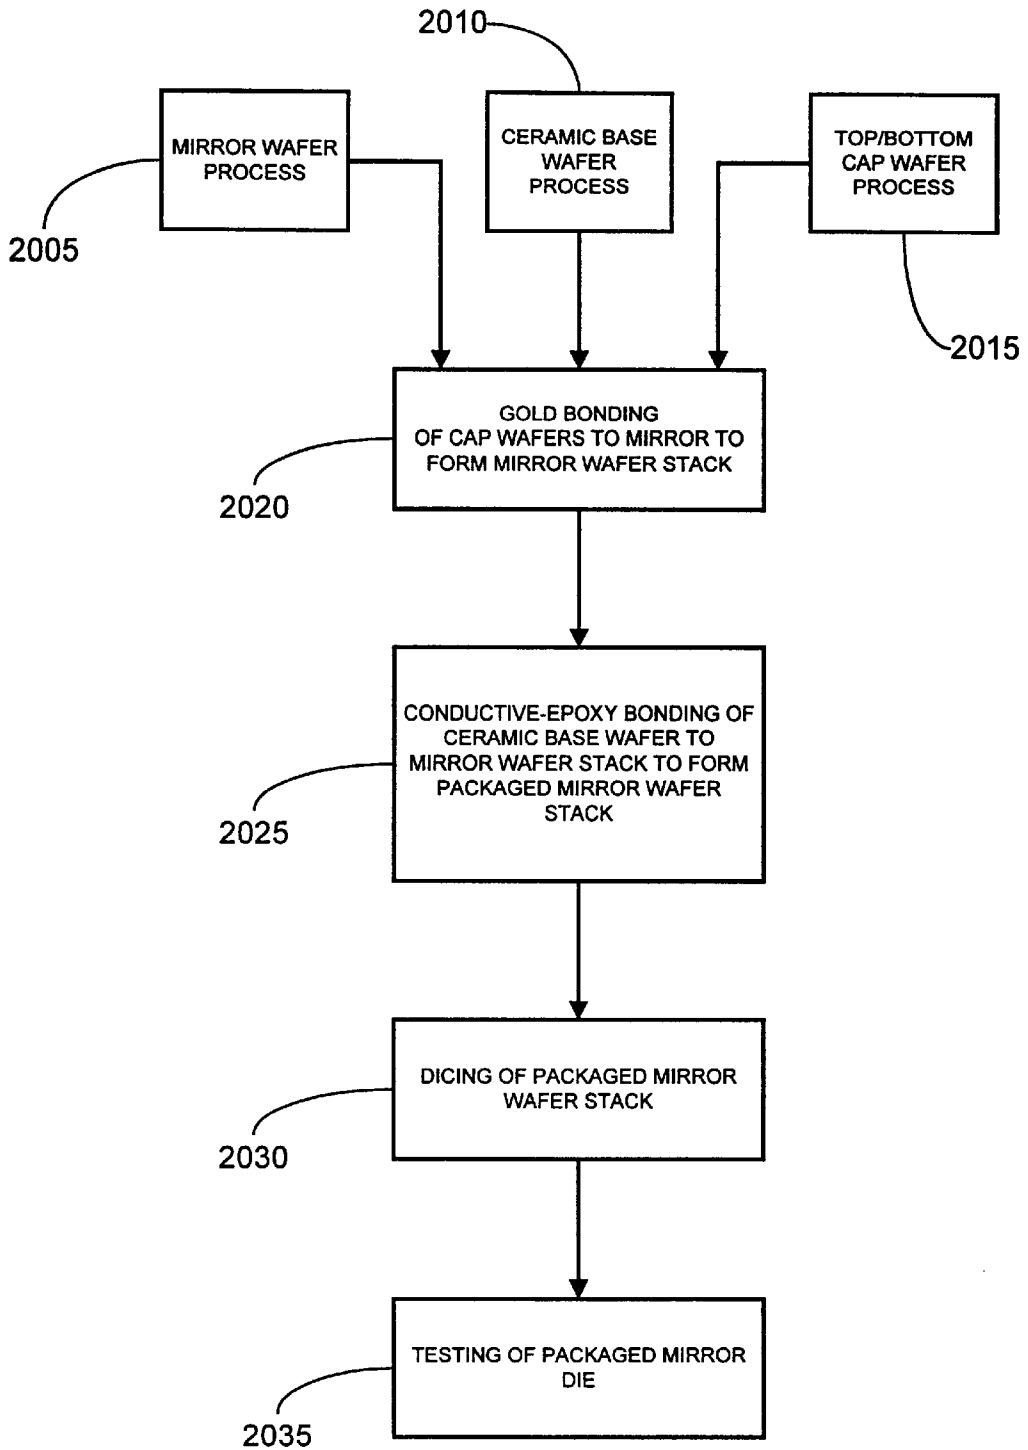 2010
MIRROR WAFER
PROCESS
CERAMIC BASE
WAFER
PROCESS
TOP/BOTTOM
CAP WAFER
PROCESS
2005
2015
GOLD BONDING
OF CAP WAFERS TO MIRROR TO
FORM MIRROR WAFER STACK
2020
CONDUCTIVE-EPOXY BONDING OF
CERAMIC BASE WAFER TO
MIRROR WAFER STACK TO FORM
PACKAGED MIRROR WAFER
STACK
2025
DICING OF PACKAGED MIRROR
WAFER STACK
2030
TESTING OF PACKAGED MIRROR
DIE
2035